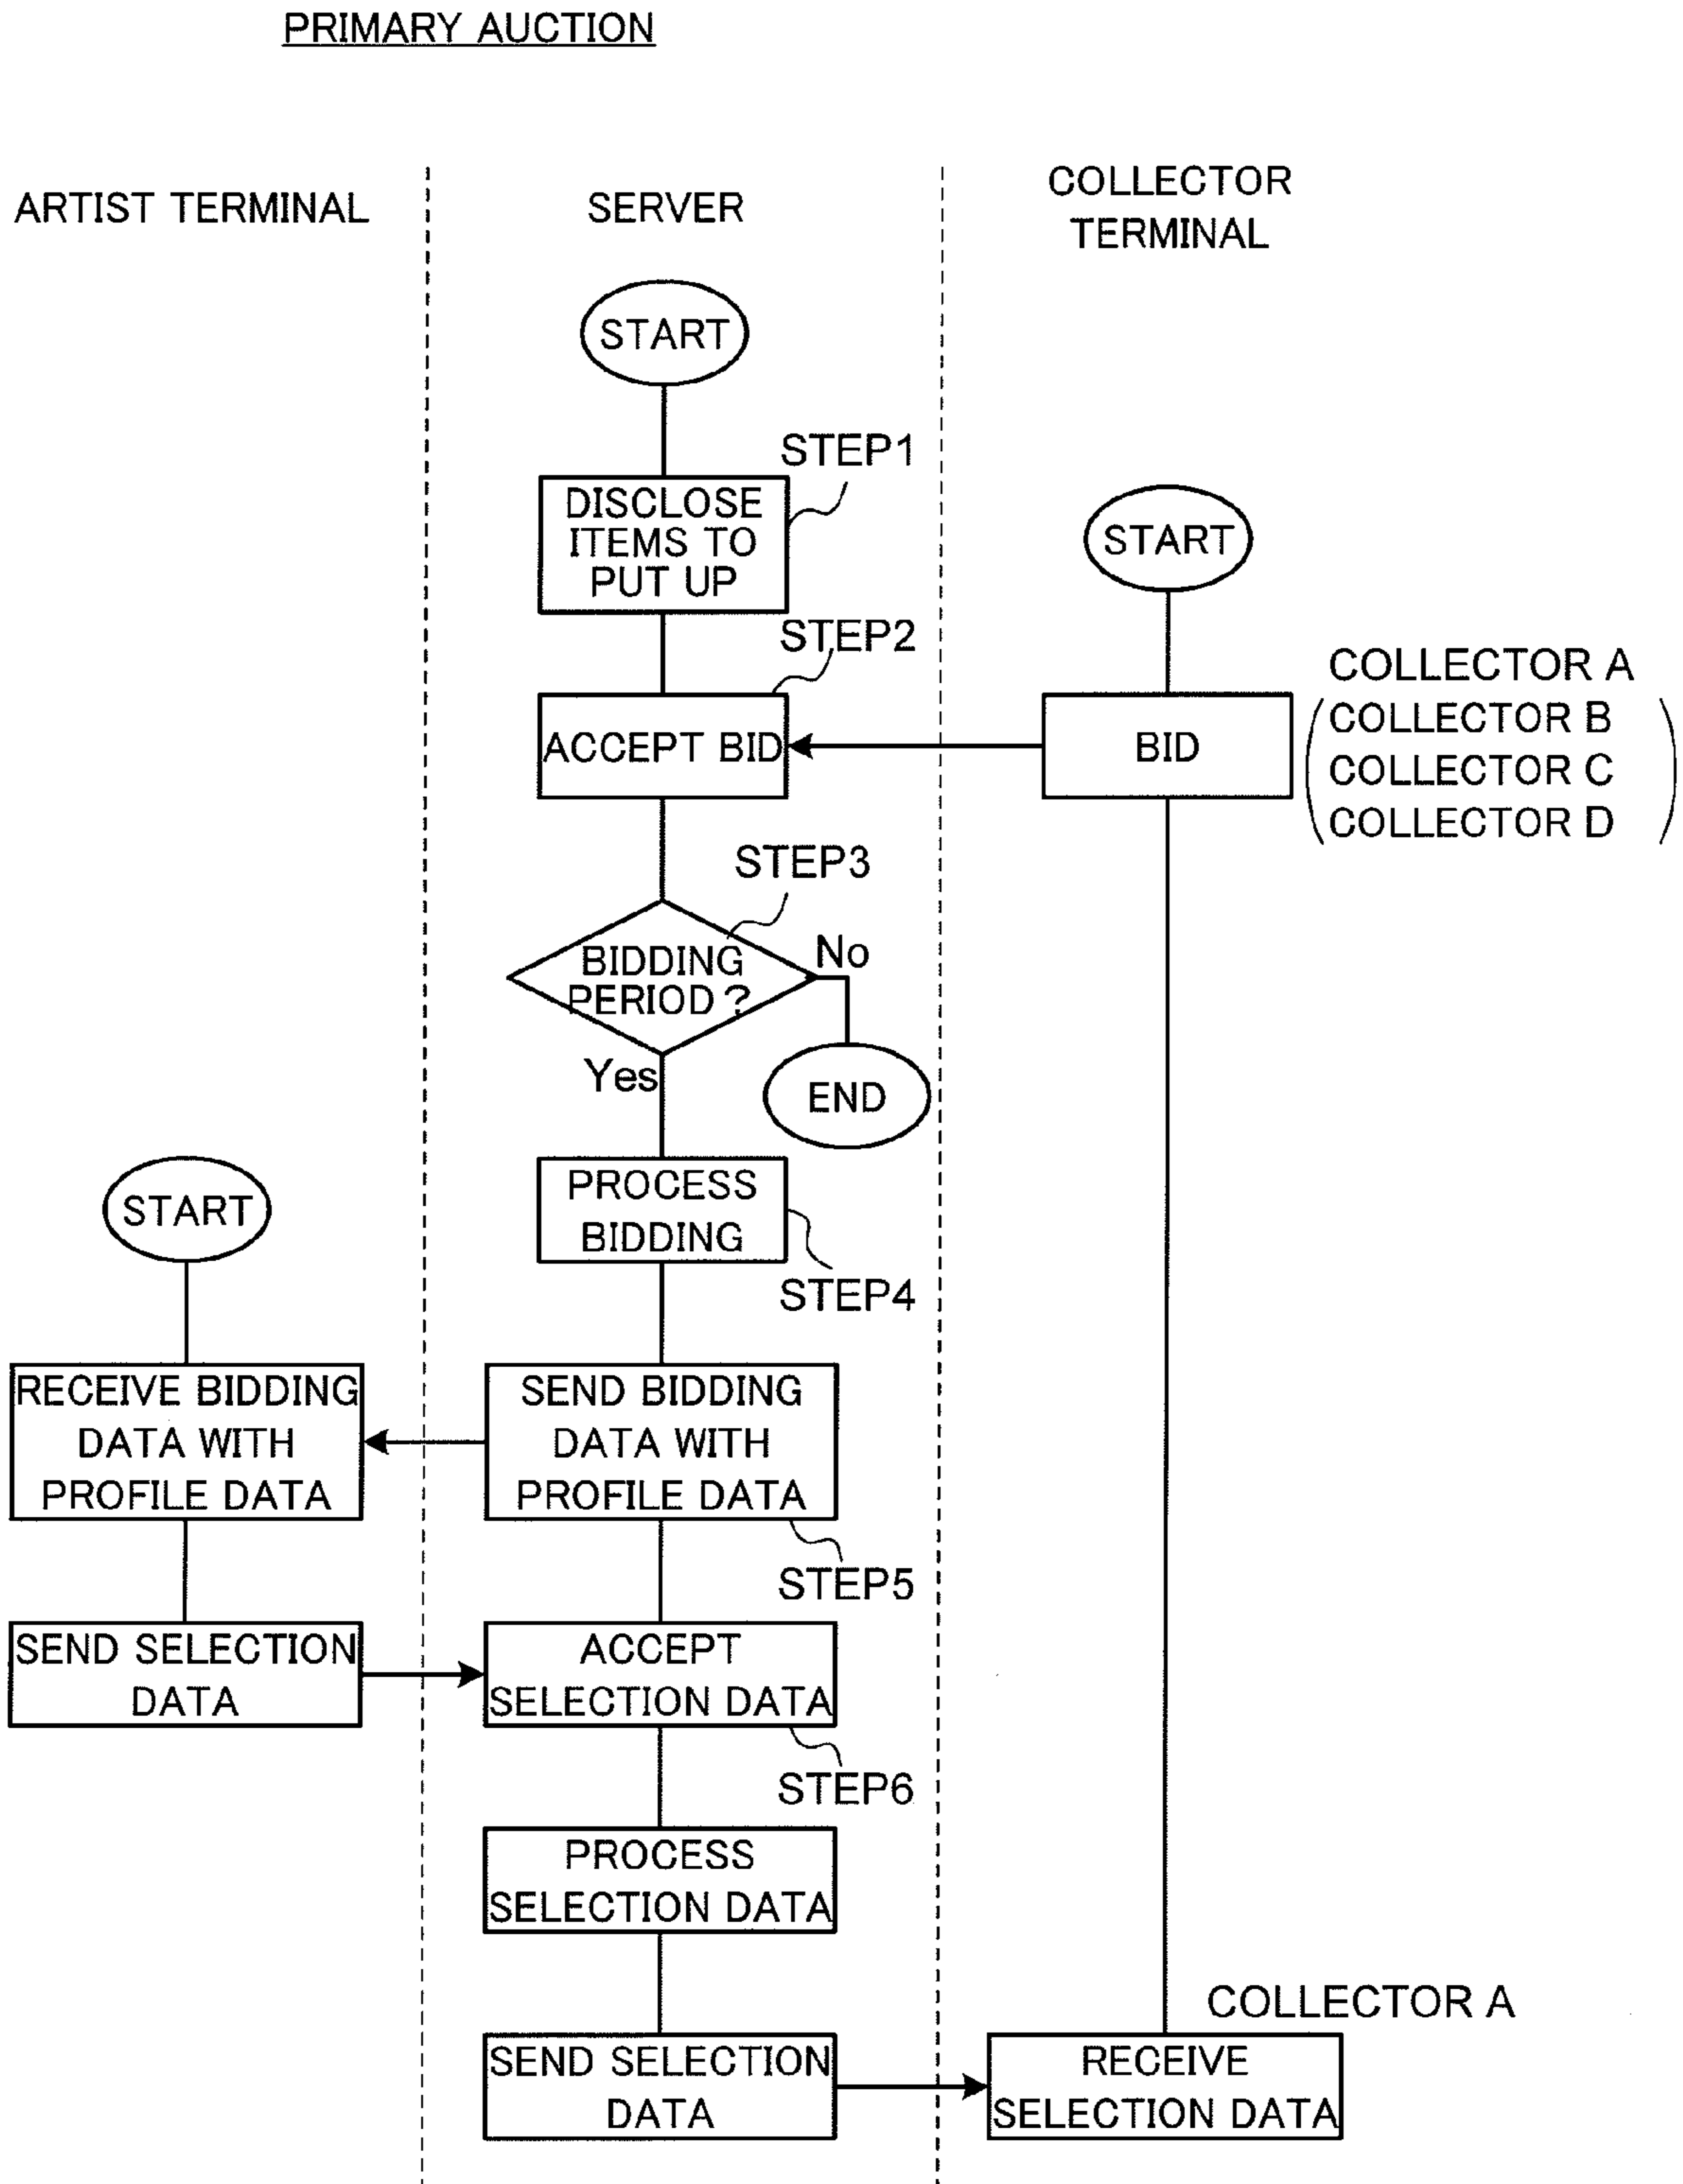 PRIMARY AUCTION
ARTIST TERMINAL
SERVER
COLLECTOR
TERMINAL
START
STEP1
DISCLOSE
ITEMS TO
PUT UP
START
STEP2
ACCEPT BID
BID
COLLECTOR A
COLLECTOR B
COLLECTOR C
COLLECTOR D
STEP3
BIDDING
PERIOD?
No
Yes
END
START
PROCESS
BIDDING
STEP4
RECEIVE BIDDING
DATA WITH
PROFILE DATA
SEND BIDDING
DATA WITH
PROFILE DATA
STEP5
SEND SELECTION
DATA
ACCEPT
SELECTION DATA
STEP6
PROCESS
SELECTION DATA
COLLECTOR A
SEND SELECTION
DATA
RECEIVE
SELECTION DATA